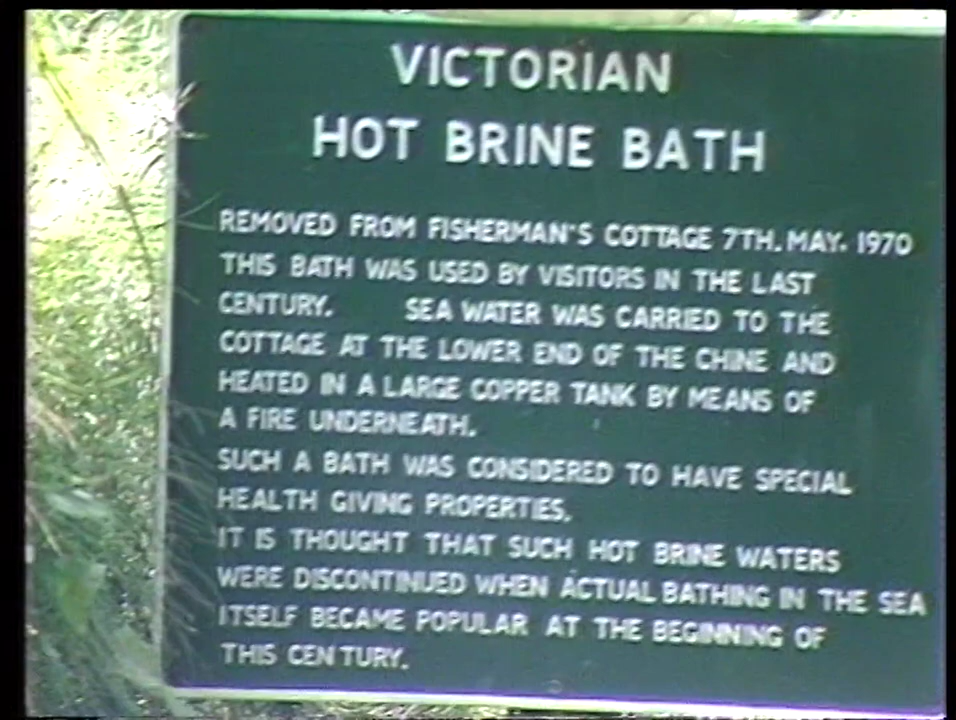 VICTORIAN
HOT BRINE BATH
REMOVED FROM FISHERMAN'S COTTAGE 7TH. MAY. 1970
THIS BATH WAS USED BY VISITORS IN THE LAST
CENTURY. SEA WATER WAS CARRIED TO THE
COTTAGE AT THE LOWER END OF THE CHINE AND
HEATED IN A LARGE COPPER TANK BY MEANS OF
A FIRE UNDERNEATH.
SUCH A BATH WAS CONSIDERED TO HAVE SPECIAL
HEALTH GIVING PROPERTIES.
IT IS THOUGHT THAT SUCH HOT BRINE WATERS
WERE DISCONTINUED WHEN ACTUAL BATHING IN THE SEA
ITSELF BECAME POPULAR AT THE BEGINNING OF
THIS CENTURY.